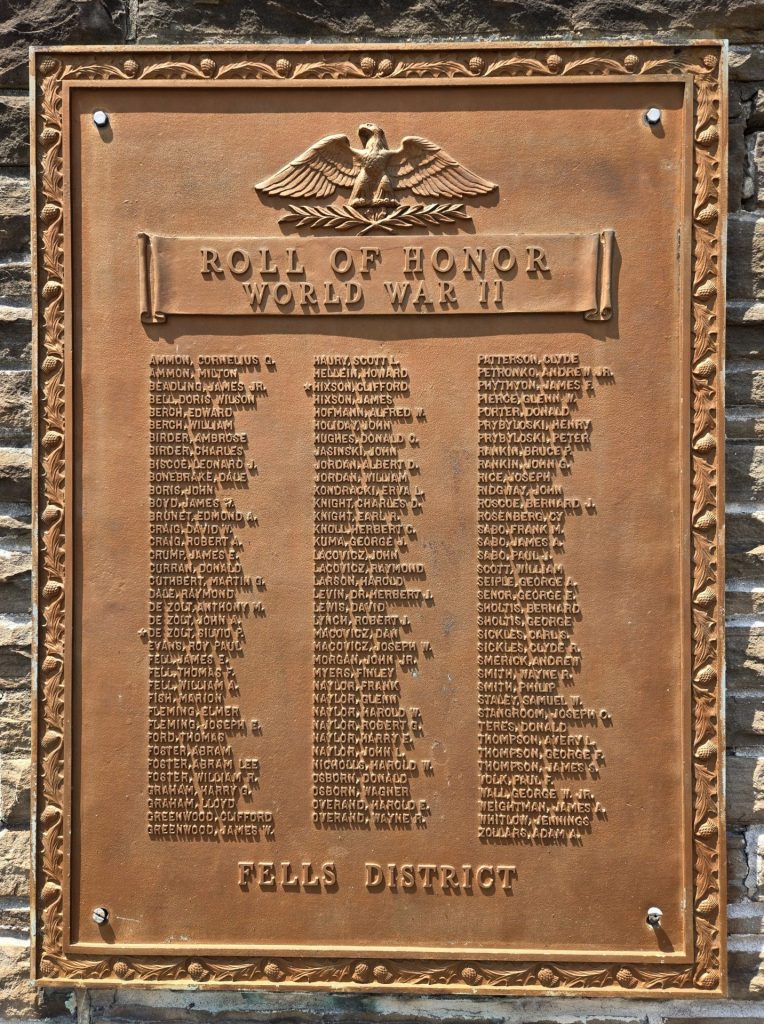 ROLL OF HONOR
WORLD WAR II
AMMON, CORNELIUS G.
AMMON, MILTON
BEADLING, JAMES JR.
BELL, DORIS WILSON
BERCH, EDWARD
BERCH, WILLIAM
BIRDER, AMBROSE
BIRDER, CHARLES
BISCOE, LEONARD J.
BONEBRAKE, DALE
BORIS, JOHN
BOYD, JAMES
BRUNET, EDMOND A.
CRAIG, DAVID W.
CRAIG, ROBERT A.
CRUMP, JAMES E.
CURRAN, DONALD
CUTHBERT, MARTIN G.
DALE, RAYMOND
DE ZOLT, ANTHONY M.
DE ZOLT, JOHN A.
*DE ZOLT, SILVIO P.
EVANS, ROY PAUL
FELL, JAMES E.
FELL, THOMAS F.
FELL, WILLIAM G.
FISH, MARION
FLEMING, ELMER
FLEMING, JOSEPH E.
FORD, THOMAS
FOSTER, ABRAM
FOSTER, ABRAM LEE
FOSTER, WILLIAM R.
GRAHAM, HARRY G.
GRAHAM, LLOYD
GREENWOOD, CLIFFORD
GREENWOOD, JAMES W.
HAURY, SCOTT L.
HELLEIN, HOWARD
*HIXSON, CLIFFORD
HIXSON, JAMES
HOFMANN, ALFRED W.
HOLIDAY, JOHN
HUGHES, DONALD C.
JASINSKI, JOHN
JORDAN, ALBERT D.
JORDAN, WILLIAM
KONDRACKI, ERVA L.
KNIGHT, CHARLES D.
KNIGHT, EARL R.
KNOLL, HERBERT C.
KUMA, GEORGE J.
LACOVICZ, JOHN
LACOVICZ, RAYMOND
LARSON, HAROLD
LEVIN, DR. HERBERT J.
LEWIS, DAVID
LYNCH, ROBERT J.
MACOVICZ, DAN
MACOVICZ, JOSEPH W.
MORGAN, JOHN JR.
MYERS, FINLEY
NAYLOR, FRANK
NAYLOR, GLENN
NAYLOR, HAROLD W.
NAYLOR, ROBERT G.
NAYLOR, HARRY E.
NAYLOR, JOHN L.
NICHOLLS, HAROLD W.
OSBORN, DONALD
OSBORN, WAGNER
OVERAND, HAROLD E.
OVERAND, WAYNE R.
PATTERSON, CLYDE
PETRONKO, ANDREW JR.
PHYTHYON, JAMES F.
PIERCE, GLENN W.
PORTER, DONALD
PRYBYLOSKI, HENRY
PRYBYLOSKI, PETER
RANKIN, BRUCE P.
RANKIN, JOHN G.
RICE, JOSEPH
RIDGWAY, JOHN
ROSCOE, BERNARD J.
ROSENBERG, CY
SABO, FRANK M.
SABO, JAMES A.
SABO, PAUL J.
SCOTT, WILLIAM
SEIPLE, GEORGE A.
SENOR, GEORGE E.
SHOLTIS, BERNARD
SHOLTIS, GEORGE
SICKLES, CARL S.
SICKLES, CLYDE R.
SMERICK, ANDREW
SMITH, WAYNE R.
SMITH, PHILIP
STALEY, SAMUEL W.
STANGROOM, JOSEPH C.
TERES, DONALD
THOMPSON, AVERY L.
THOMPSON, GEORGE F.
THOMPSON, JAMES C.
VOLK, PAUL F.
WALL, GEORGE W. JR.
WEIGHTMAN, JAMES A.
WHITLOW, JENNINGS
ZOLLARS, ADAM A.
FELLS DISTRICT